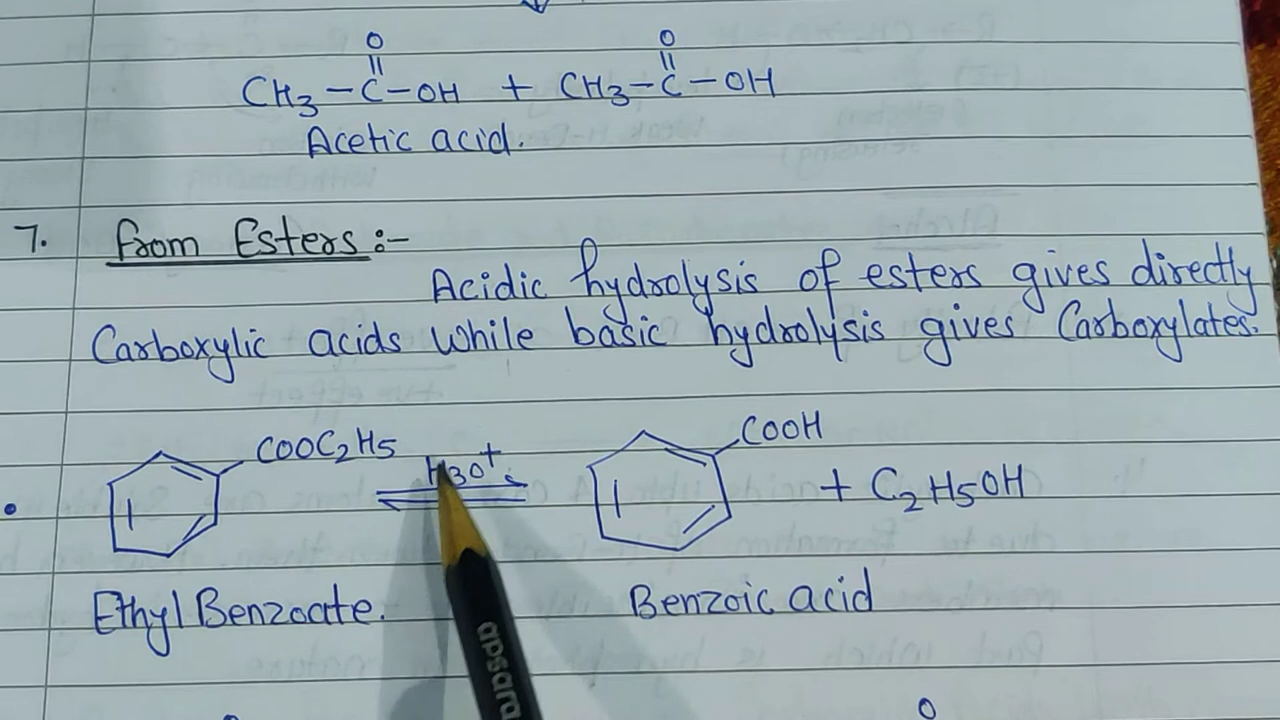 O O
|| ||
CH3-C-OH + CH3-C-OH
Acetic acid.
7. from Esters :-
Acidic hydrolysis of esters gives directly
Carboxylic acids while basic hydrolysis gives Carboxylates.
COOC2H5 H3O+ COOH
+ C2H5OH
Ethyl Benzoate. Benzoic acid
apsara
O